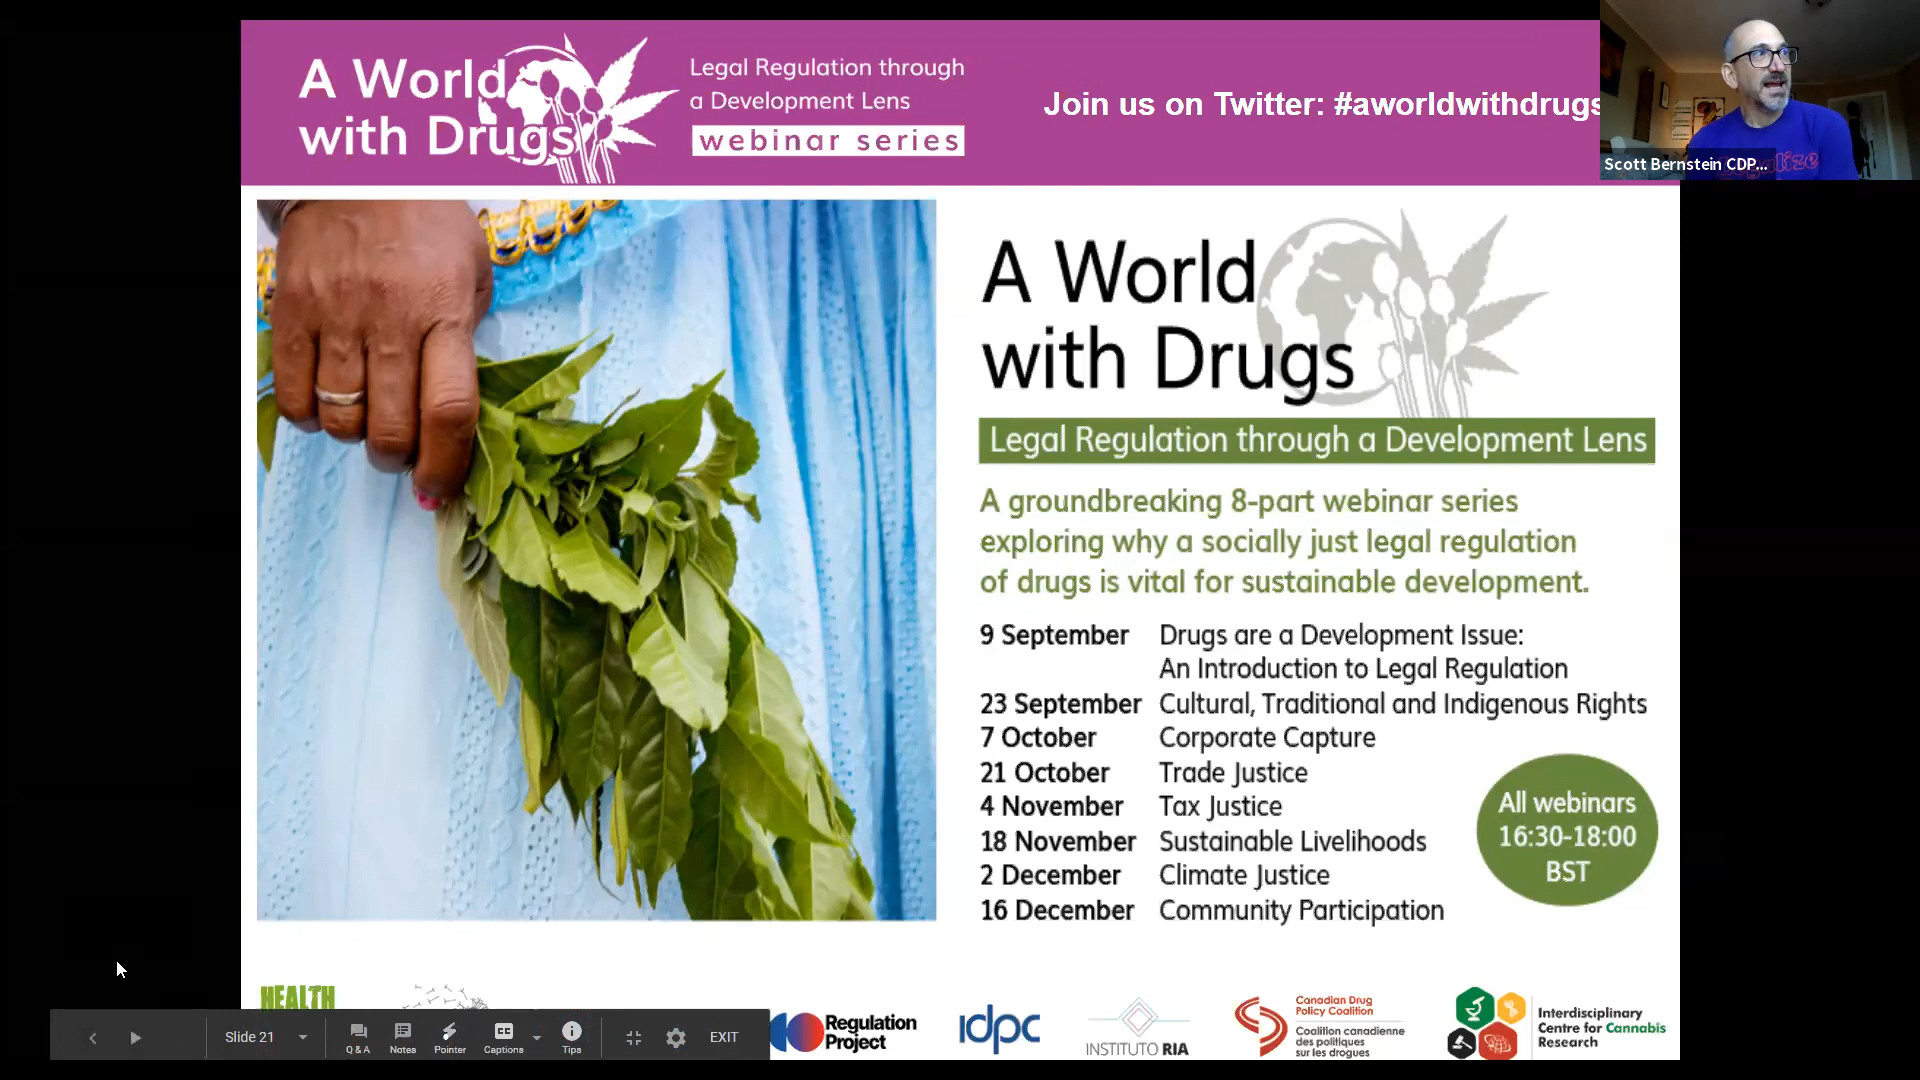 A World
with Drugs
Legal Regulation through
a Development Lens
webinar series
Join us on Twitter: #aworldwithdrugs
Scott Bernstein CDP...
A World
with Drugs
Legal Regulation through a Development Lens
A groundbreaking 8-part webinar series
exploring why a socially just legal regulation
of drugs is vital for sustainable development.
9 September Drugs are a Development Issue:
An Introduction to Legal Regulation
23 September Cultural, Traditional and Indigenous Rights
7 October Corporate Capture
21 October Trade Justice
4 November Tax Justice
18 November Sustainable Livelihoods
2 December Climate Justice
16 December Community Participation
All webinars
16:30-18:00
BST
HEALTH
Slide 21
Q & A
Notes
Pointer
CC
Captions
Tips
EXIT
Regulation
Project
idpc
INSTITUTO RIA
Canadian Drug
Policy Coalition
Coalition canadienne
des politiques
sur les drogues
Interdisciplinary
Centre for Cannabis
Research